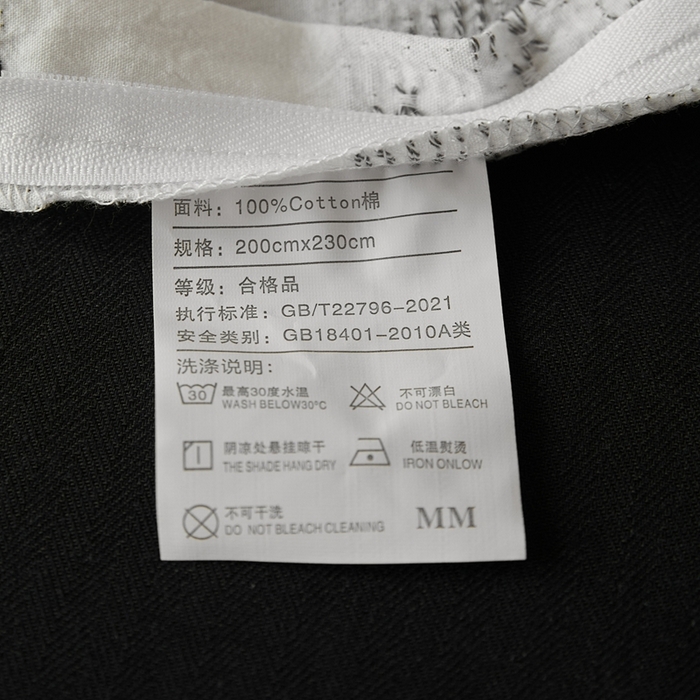 面料：100%Cotton棉
规格：200cmx230cm
等级：合格品
执行标准：GB/T22796-2021
安全类别：GB18401-2010A类
洗涤说明：
30 最高30度水温 不可漂白
WASH BELOW30°C DO NOT BLEACH
阴凉处悬挂晾干 低温熨烫
THE SHADE HANG DRY IRON ONLOW
不可干洗
DO NOT BLEACH CLEANING MM